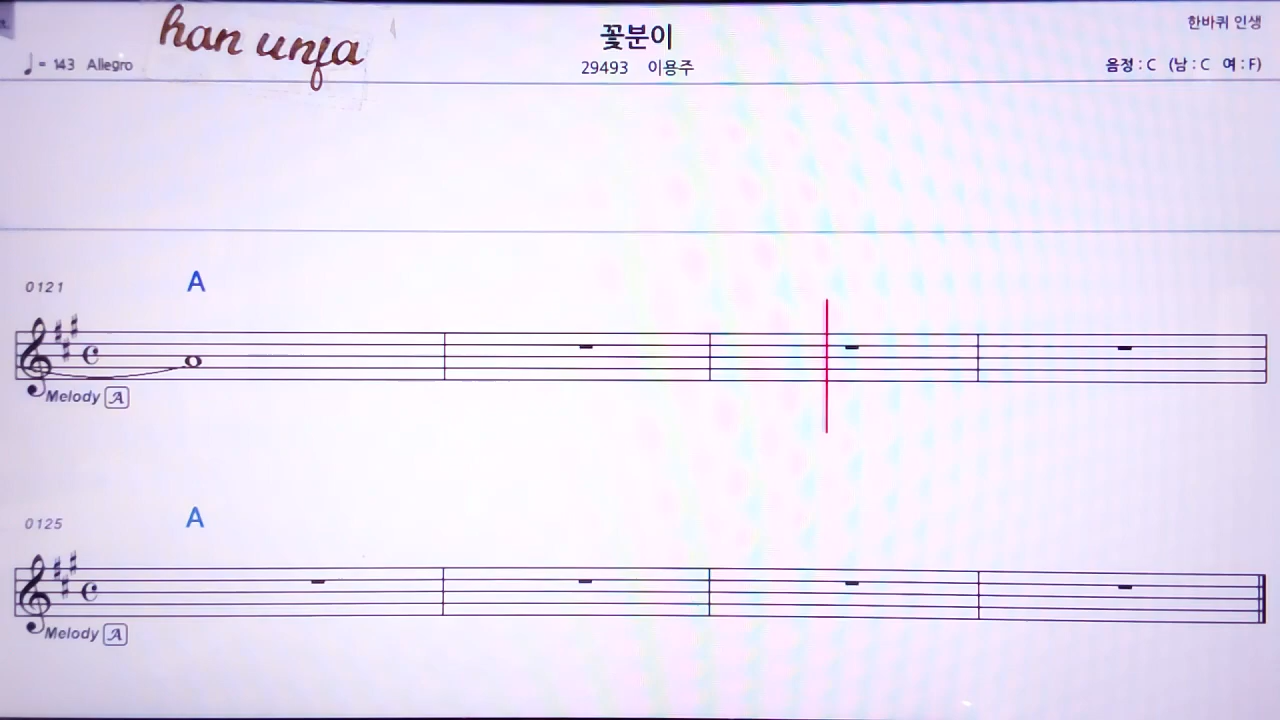 han unfa
꽃분이
한바퀴 인생
♩= 143 Allegro
29493 이용주
음정 : C (남 : C 여 : F)
0121
A
Melody A
0125
A
Melody A